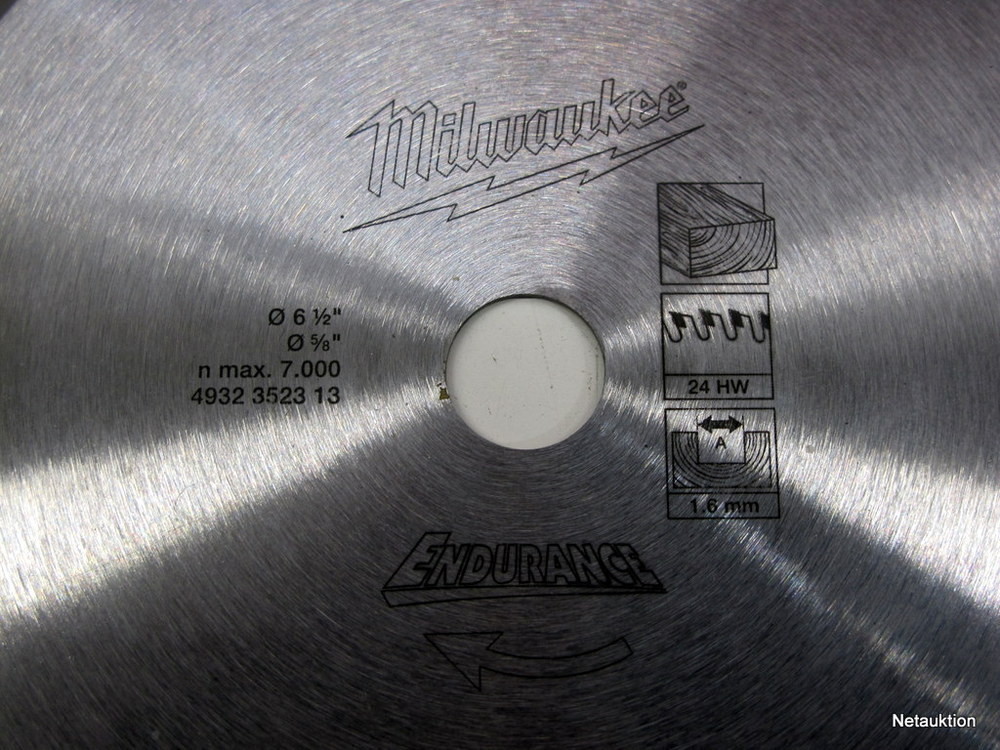 Milwaukee®
Ø 6 ½"
Ø ⅝"
n max. 7.000
4932 3523 13
24 HW
A
1.6 mm
ENDURANCE
Netauktion